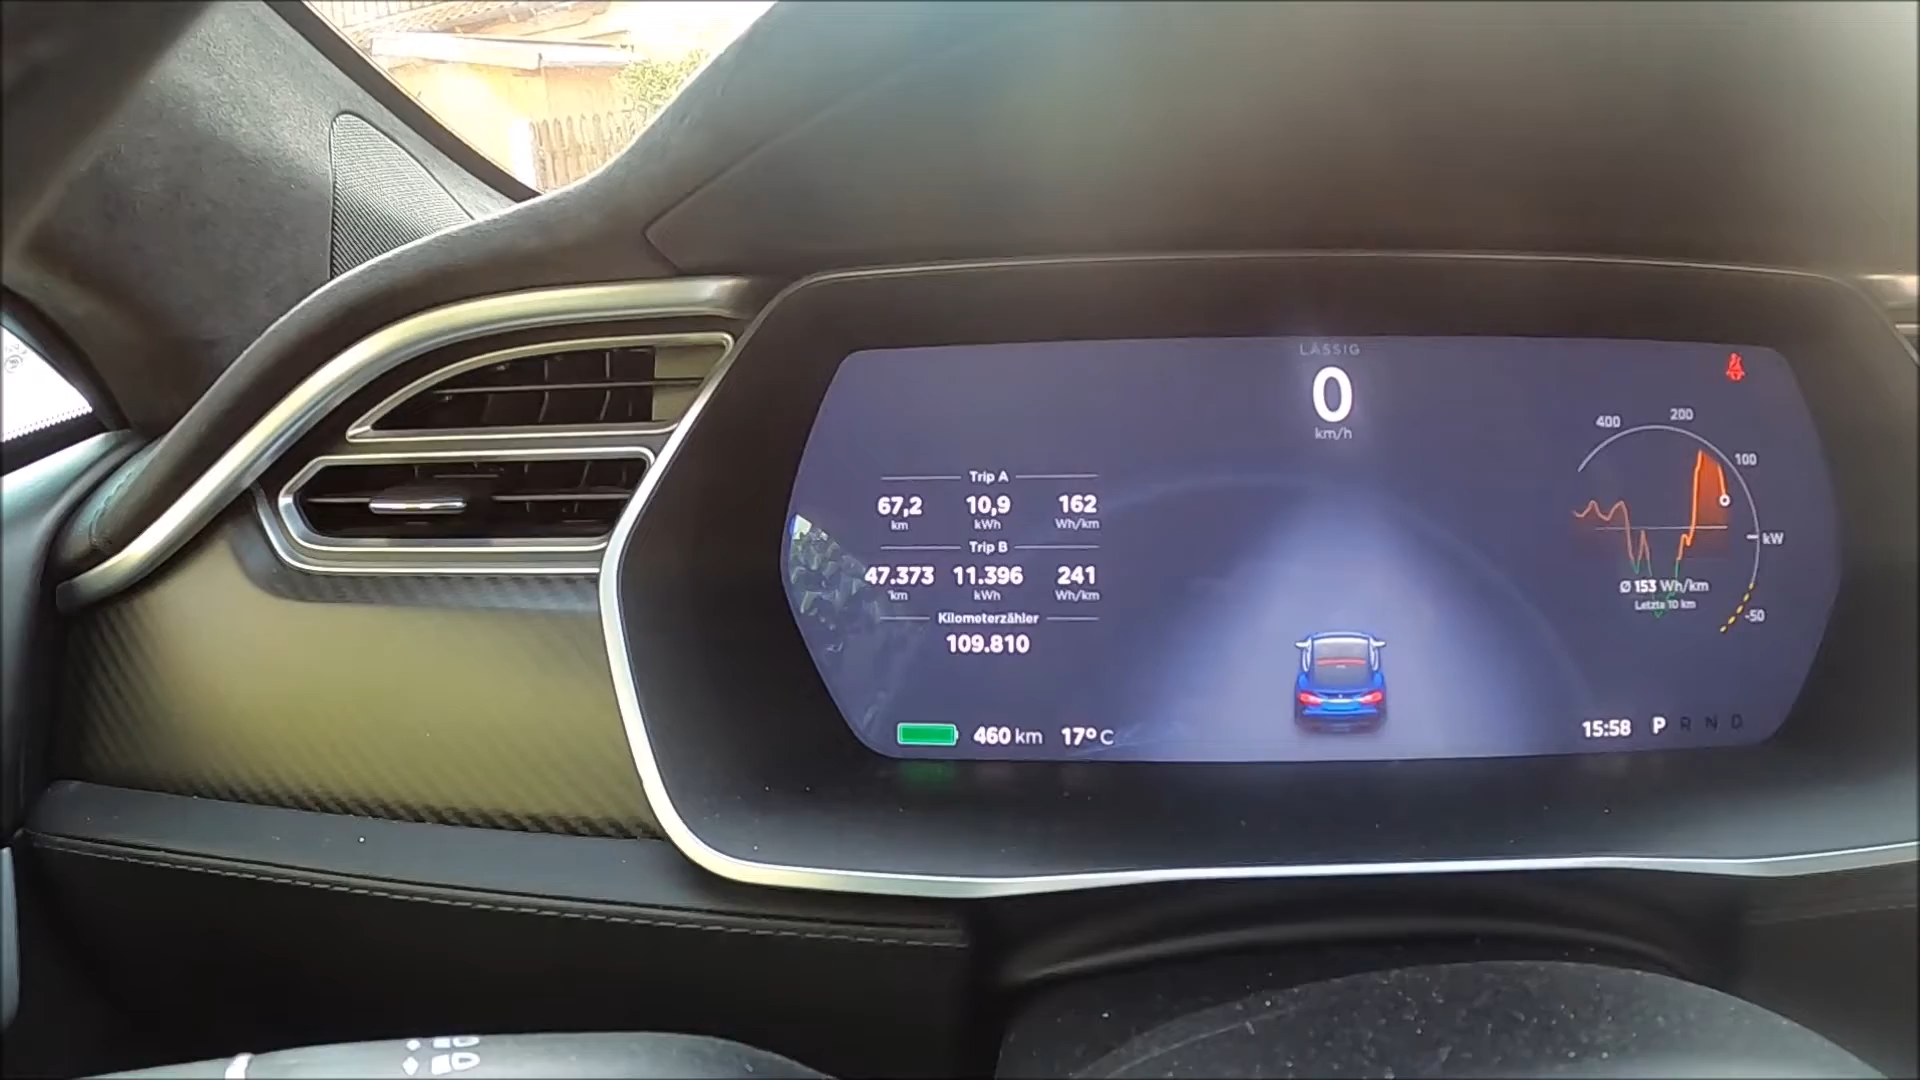 LÄSSIG
0
km/h
Trip A
67,2 10,9 162
km kWh Wh/km
Trip B
47.373 11.396 241
km kWh Wh/km
Kilometerzähler
109.810
460 km 17°C
400 200
100
kW
Ø 153 Wh/km
Letzte 10 km
-50
15:58 P R N D